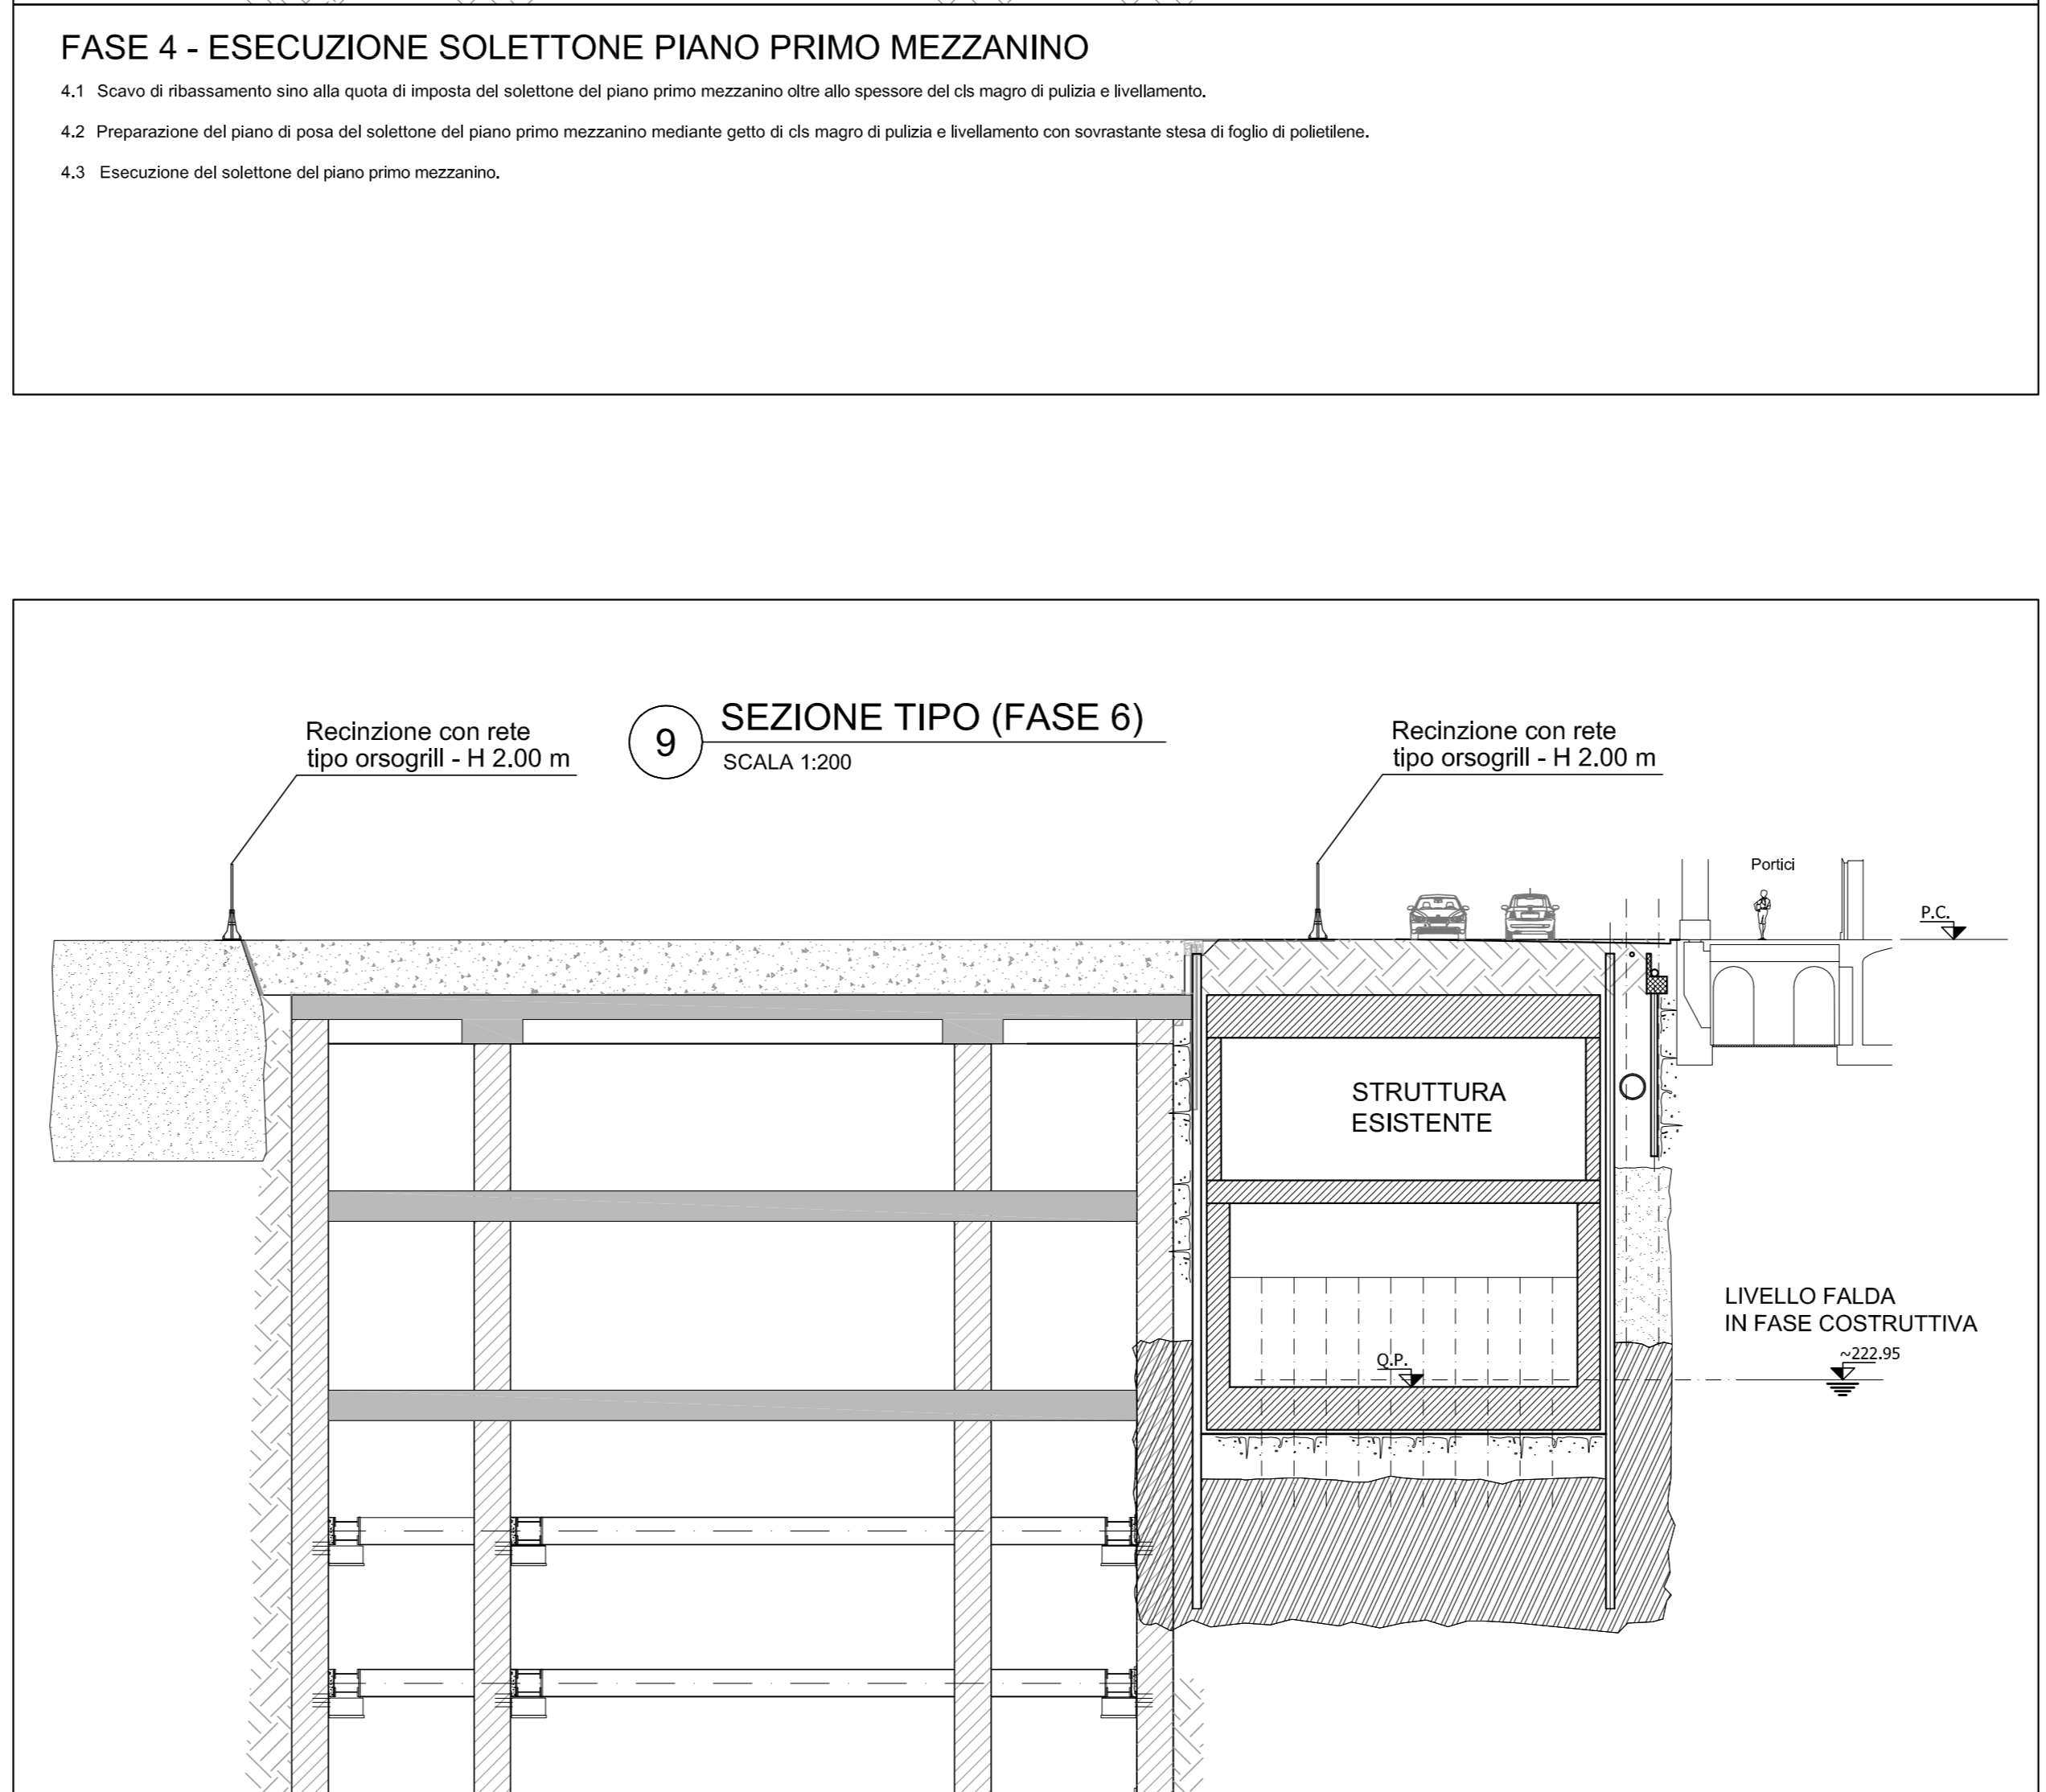 FASE 4 - ESECUZIONE SOLETTONE PIANO PRIMO MEZZANINO
4.1 Scavo di ribassamento sino alla quota di imposta del solettone del piano primo mezzanino oltre allo spessore del cls magro di pulizia e livellamento.
4.2 Preparazione del piano di posa del solettone del piano primo mezzanino mediante getto di cls magro di pulizia e livellamento con sovrastante stesa di foglio di polietilene.
4.3 Esecuzione del solettone del piano primo mezzanino.
9 SEZIONE TIPO (FASE 6)
SCALA 1:200
Recinzione con rete
tipo orsogrill - H 2.00 m
Recinzione con rete
tipo orsogrill - H 2.00 m
Portici
P.C.
STRUTTURA
ESISTENTE
LIVELLO FALDA
IN FASE COSTRUTTIVA
~222.95
Q.P.